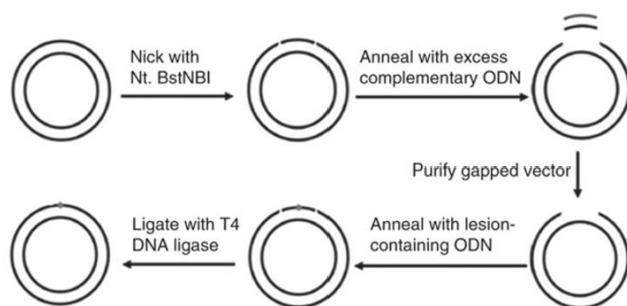 Nick with
Nt. BstNBI
Anneal with excess
complementary ODN
Purify gapped vector
Anneal with lesion-
containing ODN
Ligate with T4
DNA ligase